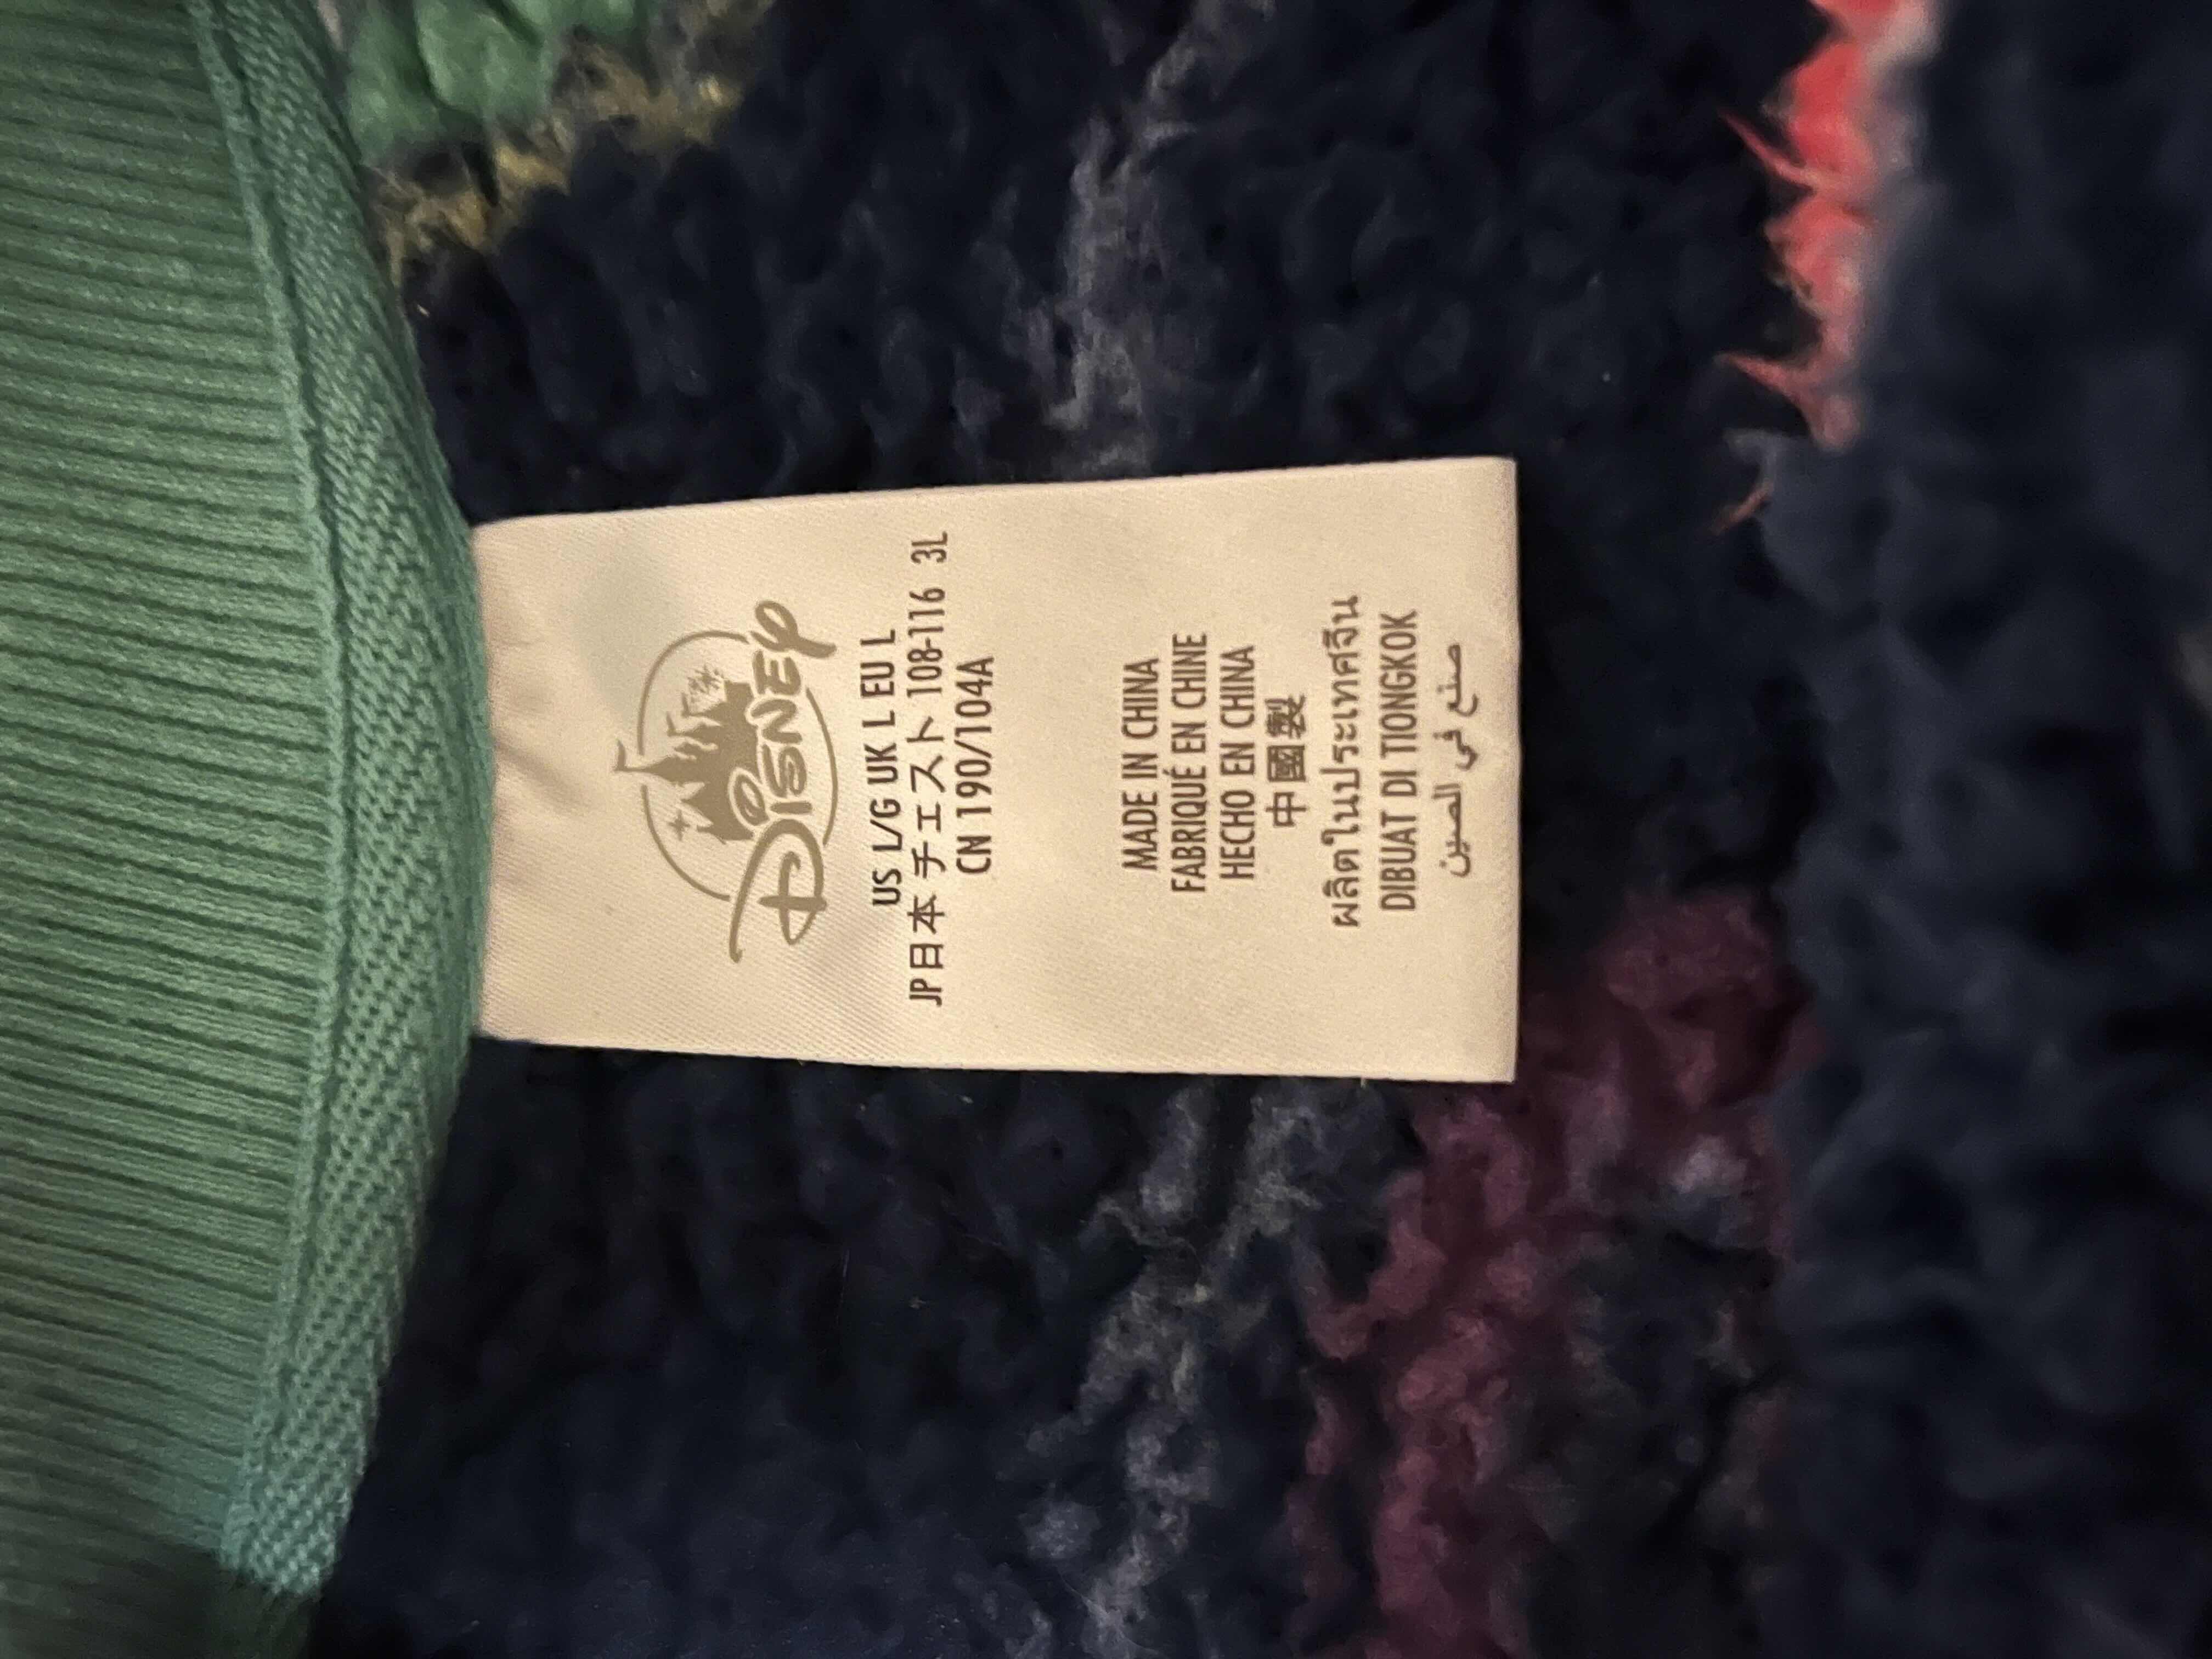 Disney
US L/G UK L EU L
JP日本 チェスト 108-116 3L
CN 190/104A
MADE IN CHINA
FABRIQUÉ EN CHINE
HECHO EN CHINA
中國製
ผลิตในประเทศจีน
DIBUAT DI TIONGKOK
صنع في الصين